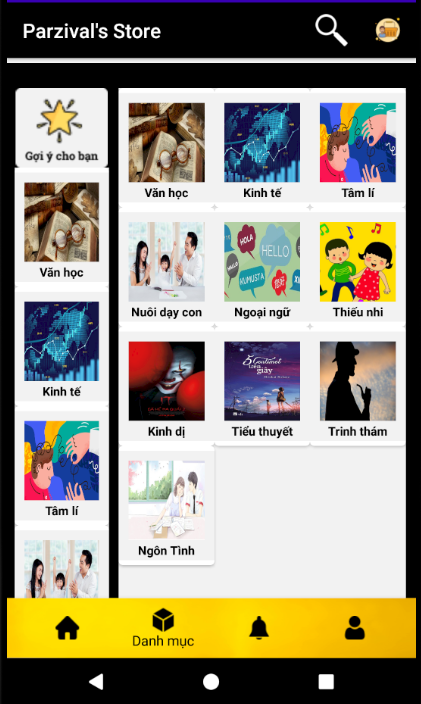 Parzival's Store
Gợi ý cho bạn
Văn học
Kinh tế
Tâm lí
Văn học
Kinh tế
Tâm lí
Nuôi dạy con
Ngoại ngữ
HOLA
HELLO
Thiếu nhi
Kinh dị
IT
Tiểu thuyết
5 Centimet
trên
giây
Trinh thám
Ngôn Tình
Danh mục